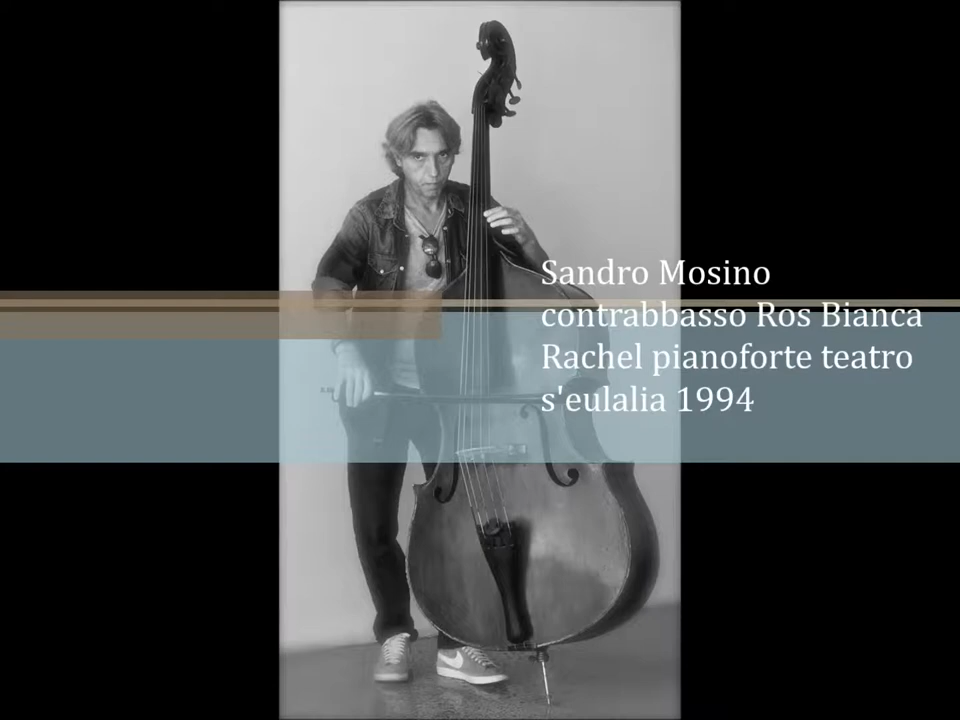 Sandro Mosino
contrabbasso Ros Bianca
Rachel pianoforte teatro
s'eulalia 1994